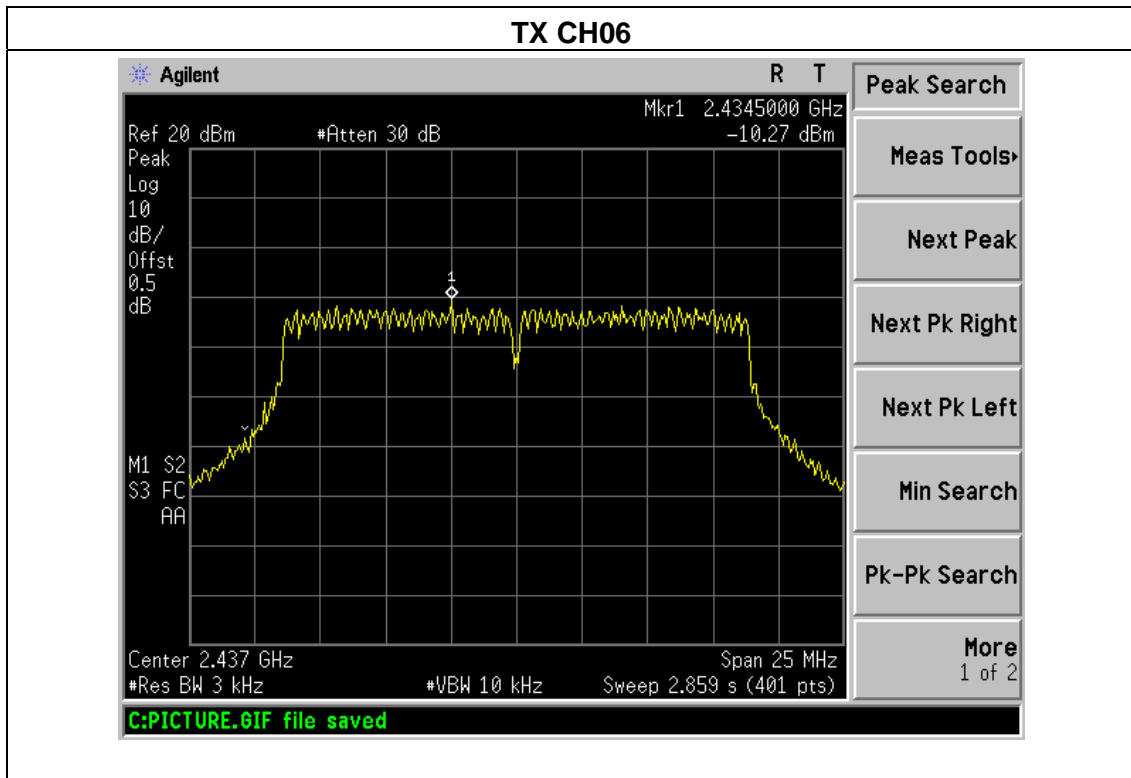 TX CH06
Agilent
R T
Mkr1 2.4345000 GHz
Ref 20 dBm #Atten 30 dB -10.27 dBm
Peak
Log
10
dB/
Offst
0.5
dB
1
M1 S2
S3 FC
AA
Center 2.437 GHz Span 25 MHz
#Res BW 3 kHz #VBW 10 kHz Sweep 2.859 s (401 pts)
C:PICTURE.GIF file saved
Peak Search
Meas Tools
Next Peak
Next Pk Right
Next Pk Left
Min Search
Pk-Pk Search
More
1 of 2